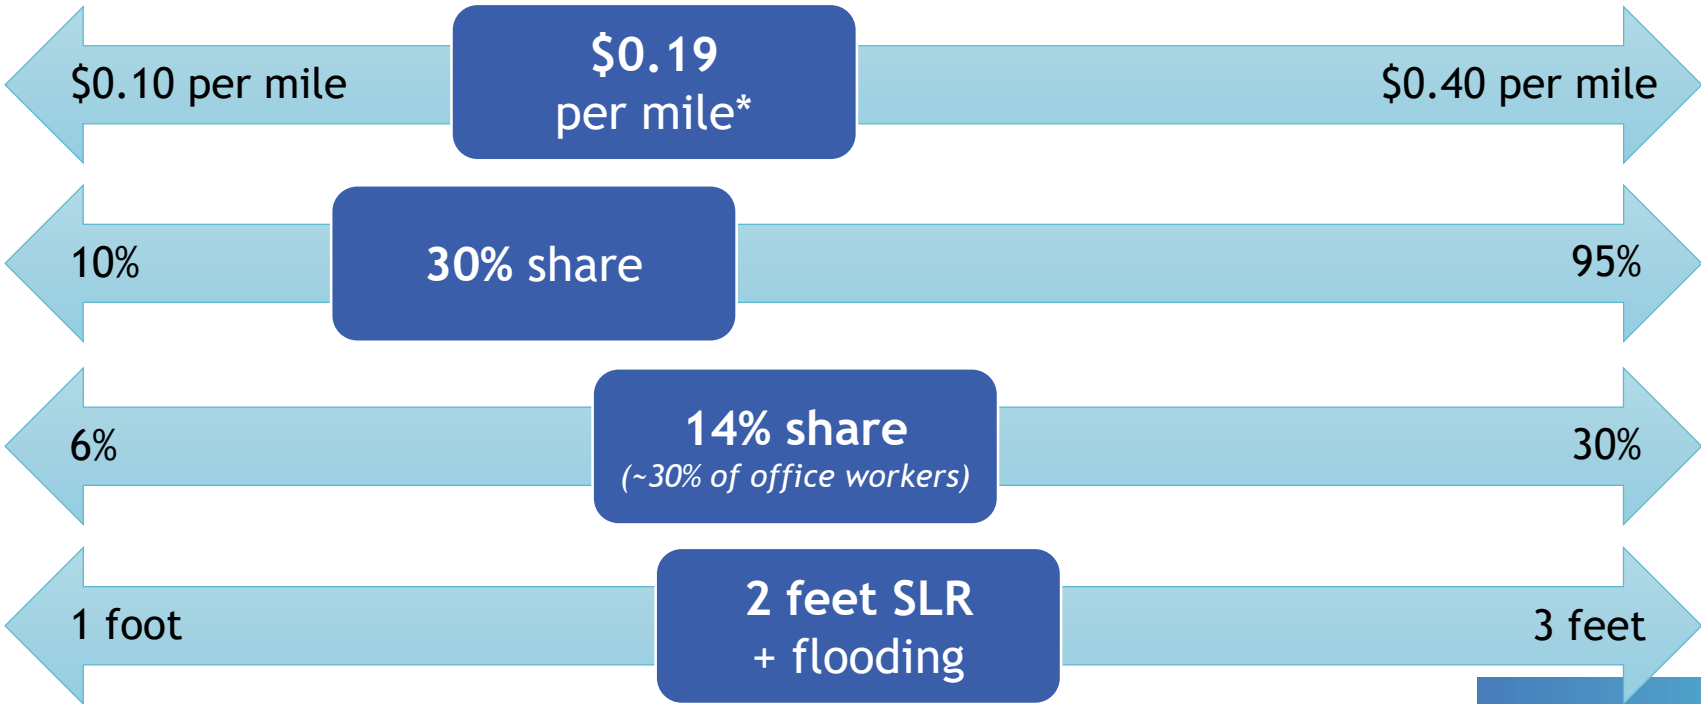 $0.10 per mile
$0.19
per mile*
$0.40 per mile
10%
30% share
95%
6%
14% share
(~30% of office workers)
30%
1 foot
2 feet SLR
+ flooding
3 feet